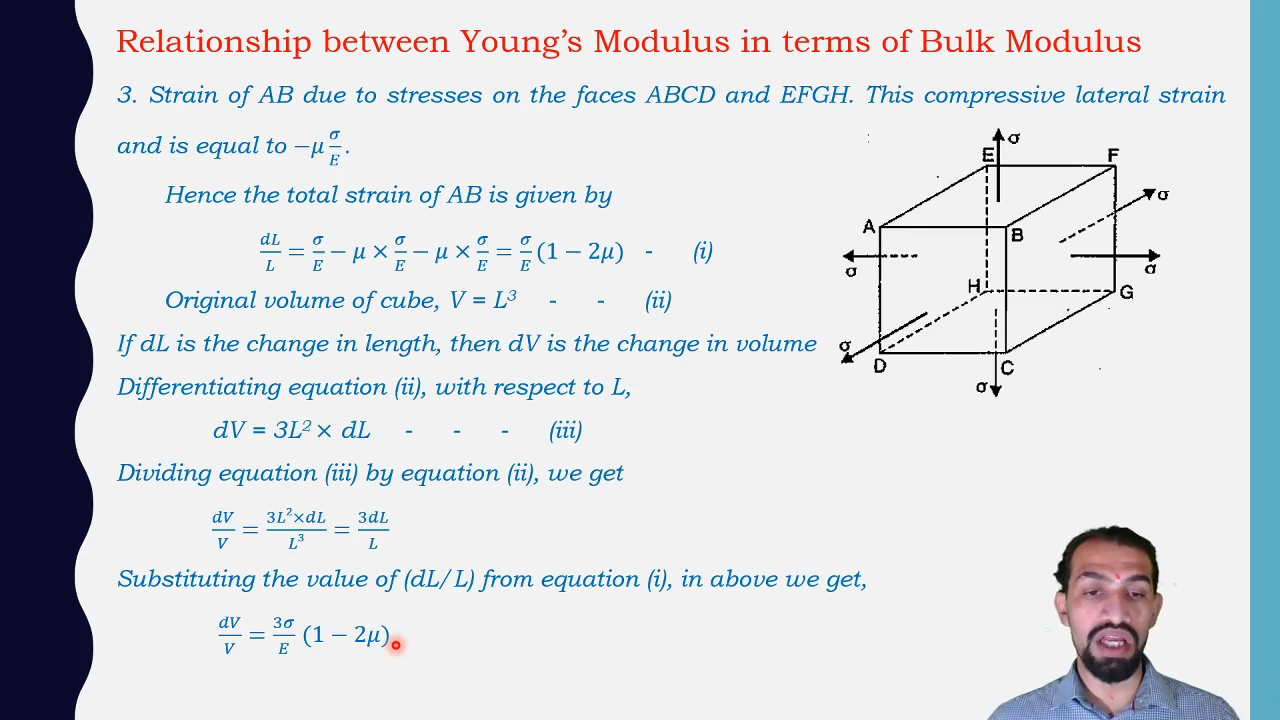 Relationship between Young's Modulus in terms of Bulk Modulus
3. Strain of AB due to stresses on the faces ABCD and EFGH. This compressive lateral strain
and is equal to −μ σ/E.
Hence the total strain of AB is given by
dL/L = σ/E − μ × σ/E − μ × σ/E = σ/E (1 − 2μ) - (i)
Original volume of cube, V = L³ - - (ii)
If dL is the change in length, then dV is the change in volume
Differentiating equation (ii), with respect to L,
dV = 3L² × dL - - - (iii)
Dividing equation (iii) by equation (ii), we get
dV/V = 3L²×dL/L³ = 3dL/L
Substituting the value of (dL/L) from equation (i), in above we get,
dV/V = 3σ/E (1 − 2μ)
σ
E
F
σ
A
B
σ
σ
H
G
σ
D
C
σ